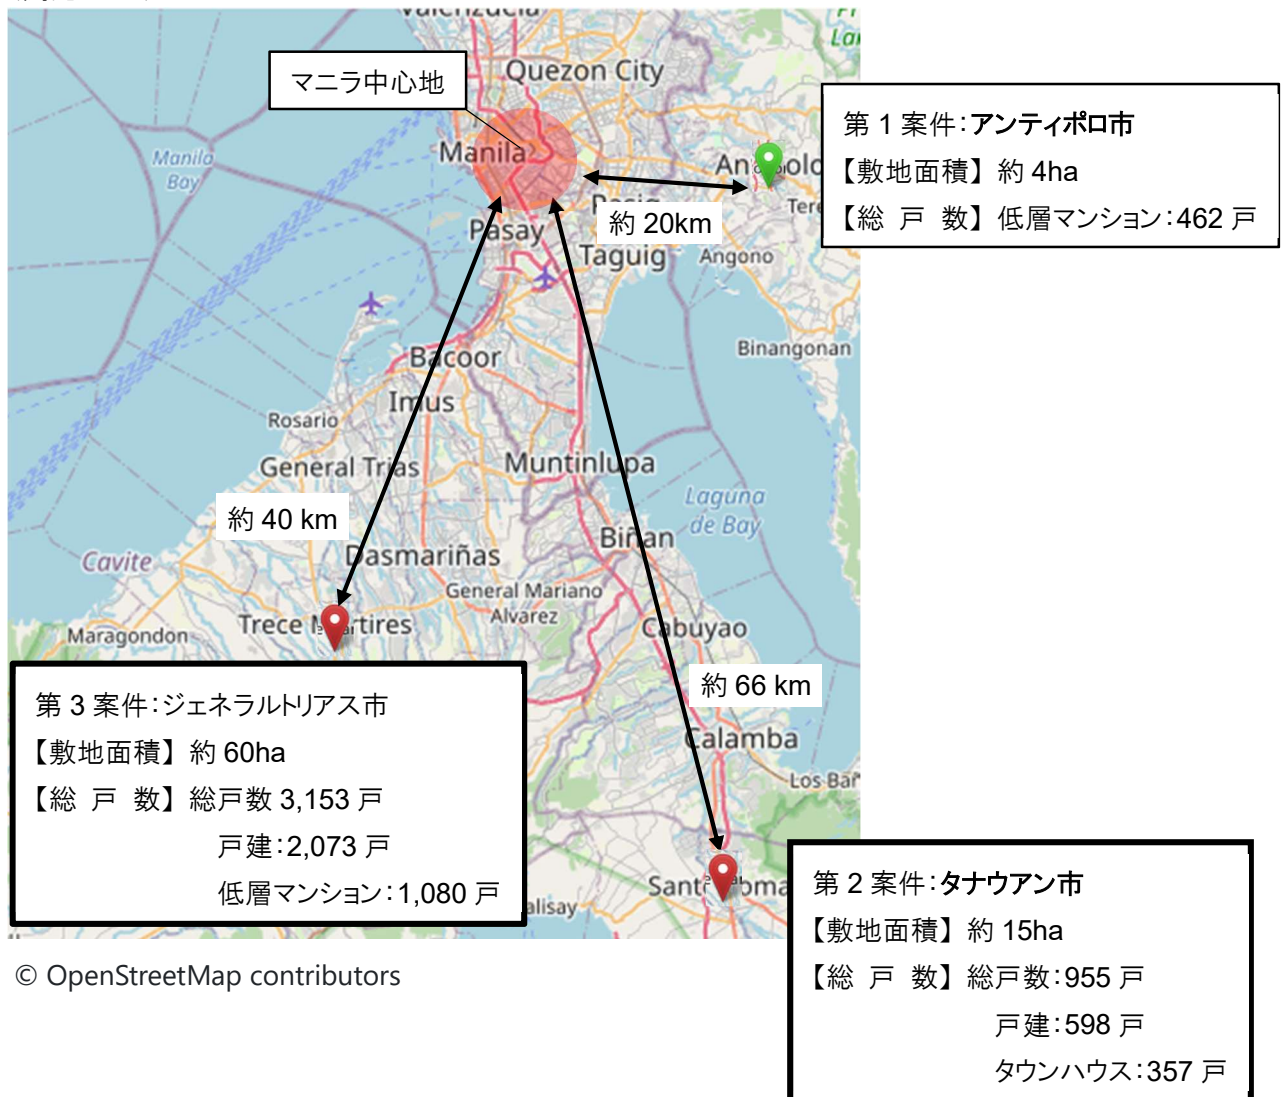 Quezon City
マニラ中心地
第 1 案件：アンティポロ市
【敷地面積】 約 4ha
【総 戸 数】 低層マンション：462 戸
Manila
Bay
Manila
約 20km
Pasay
Taguig
Angono
Binangonan
Bacoor
Imus
Rosario
General Trias
Muntinlupa
Laguna
de Bay
約 40 km
Biñan
Cavite
Dasmariñas
General Mariano
Alvarez
Maragondon
Cabuyao
約 66 km
第 3 案件：ジェネラルトリアス市
【敷地面積】 約 60ha
【総 戸 数】 総戸数 3,153 戸
戸建：2,073 戸
低層マンション：1,080 戸
Calamba
alisay
第 2 案件：タナウアン市
【敷地面積】 約 15ha
【総 戸 数】 総戸数：955 戸
戸建：598 戸
タウンハウス：357 戸
© OpenStreetMap contributors